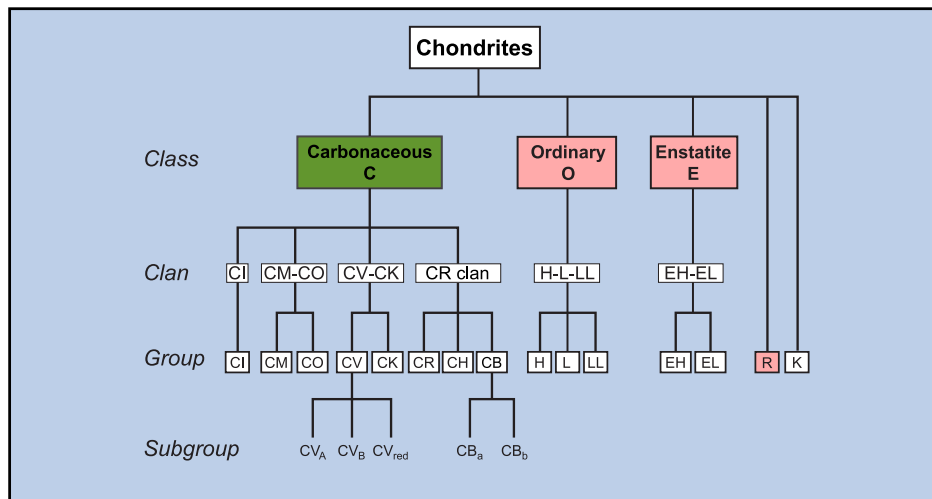 Chondrites
Class
Carbonaceous
C
Ordinary
O
Enstatite
E
Clan
CI
CM-CO
CV-CK
CR clan
H-L-LL
EH-EL
Group
CI
CM
CO
CV
CK
CR
CH
CB
H
L
LL
EH
EL
R
K
Subgroup
CVA
CVB
CVred
CBa
CBb